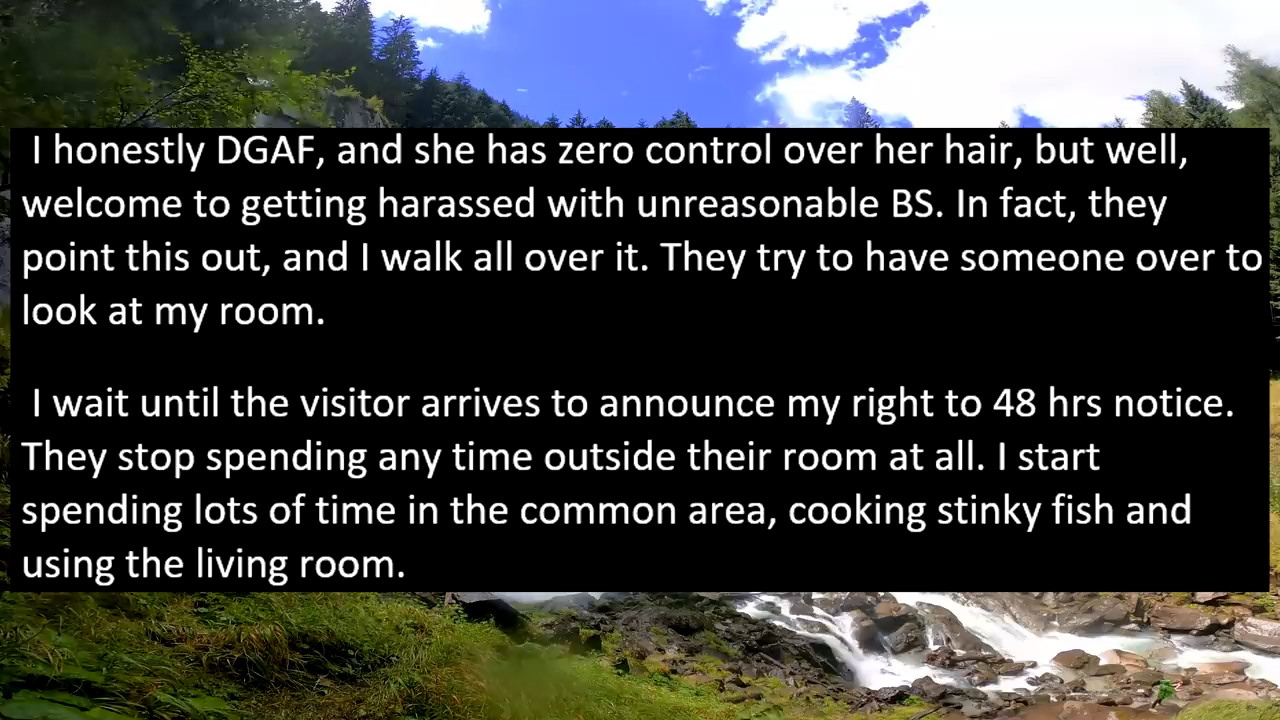 I honestly DGAF, and she has zero control over her hair, but well,
welcome to getting harassed with unreasonable BS. In fact, they
point this out, and I walk all over it. They try to have someone over to
look at my room.
I wait until the visitor arrives to announce my right to 48 hrs notice.
They stop spending any time outside their room at all. I start
spending lots of time in the common area, cooking stinky fish and
using the living room.